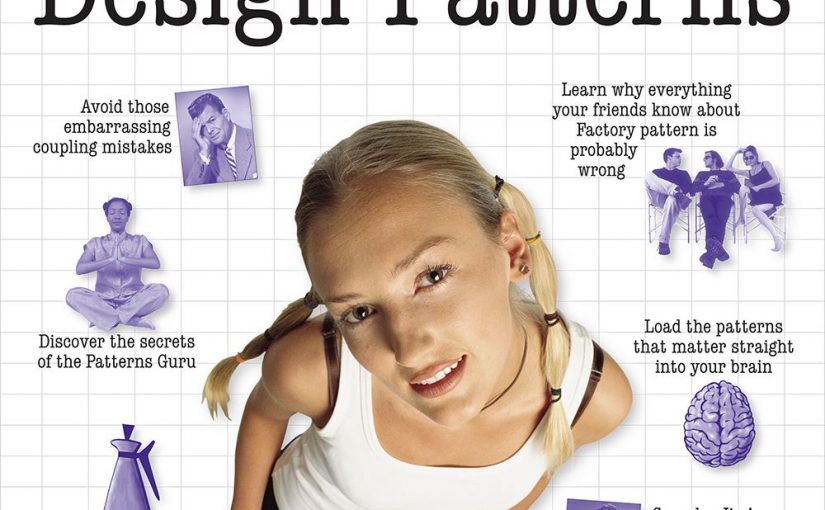 Design Patterns
Avoid those
embarrassing
coupling mistakes
Learn why everything
your friends know about
Factory pattern is
probably
wrong
Discover the secrets
of the Patterns Guru
Load the patterns
that matter straight
into your brain